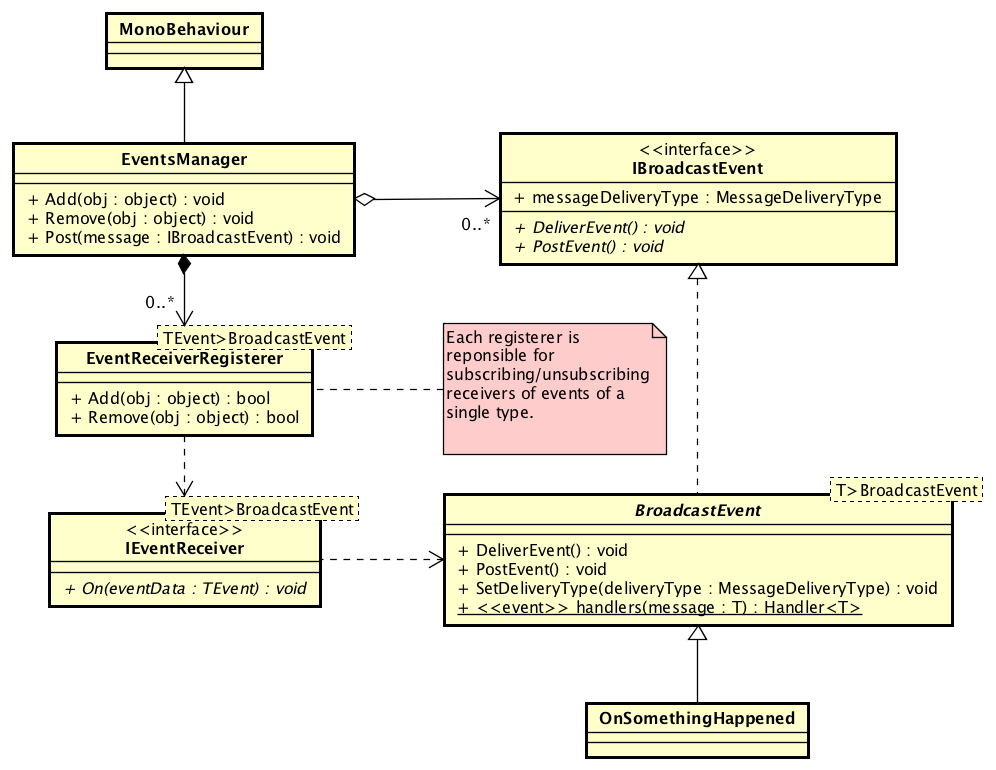 MonoBehaviour
EventsManager
+ Add(obj : object) : void
+ Remove(obj : object) : void
+ Post(message : IBroadcastEvent) : void
0..*
<<interface>>
IBroadcastEvent
+ messageDeliveryType : MessageDeliveryType
+ DeliverEvent() : void
+ PostEvent() : void
0..*
TEvent>BroadcastEvent
EventReceiverRegisterer
+ Add(obj : object) : bool
+ Remove(obj : object) : bool
Each registerer is
reponsible for
subscribing/unsubscribing
receivers of events of a
single type.
TEvent>BroadcastEvent
<<interface>>
IEventReceiver
+ On(eventData : TEvent) : void
T>BroadcastEvent
BroadcastEvent
+ DeliverEvent() : void
+ PostEvent() : void
+ SetDeliveryType(deliveryType : MessageDeliveryType) : void
+ <<event>> handlers(message : T) : Handler<T>
OnSomethingHappened